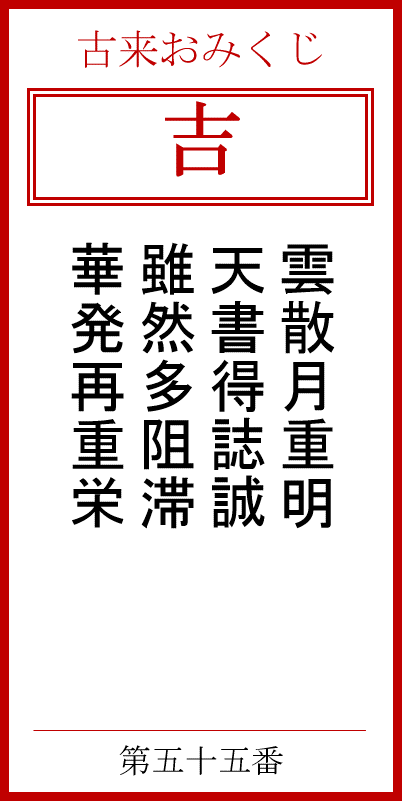 古来おみくじ
吉
雲散月重明
天書得誌誠
雖然多阻滞
華発再重栄
第五十五番